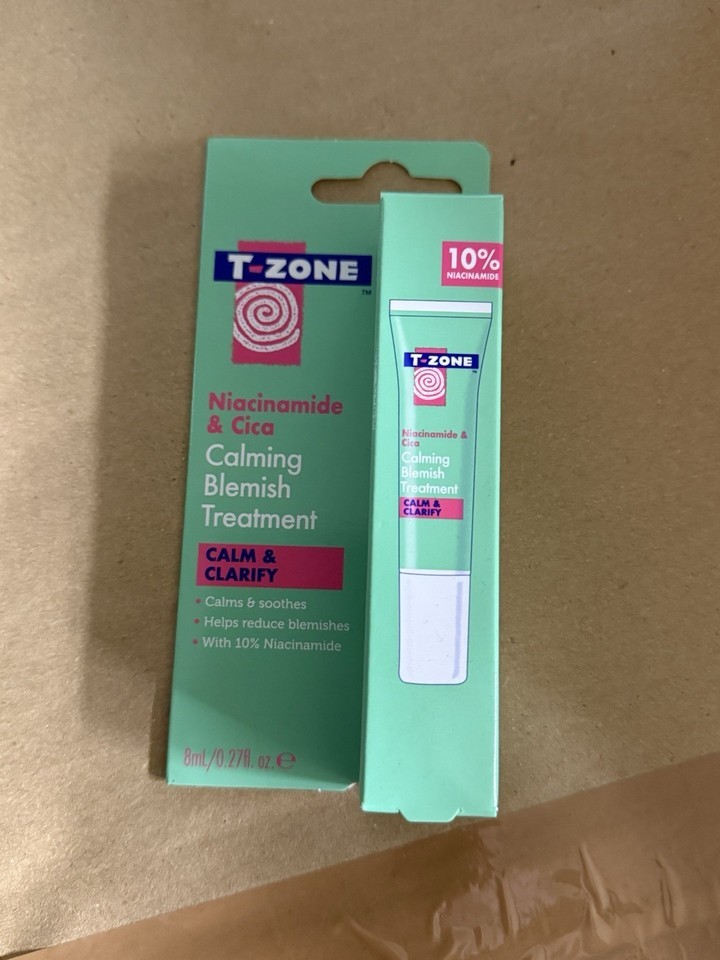 T-ZONE
TM
Niacinamide
& Cica
Calming
Blemish
Treatment
CALM &
CLARIFY
• Calms & soothes
• Helps reduce blemishes
• With 10% Niacinamide
8mL/0.27fl. oz. ℮
10%
NIACINAMIDE
T-ZONE
Niacinamide &
Cica
Calming
Blemish
Treatment
CALM &
CLARIFY